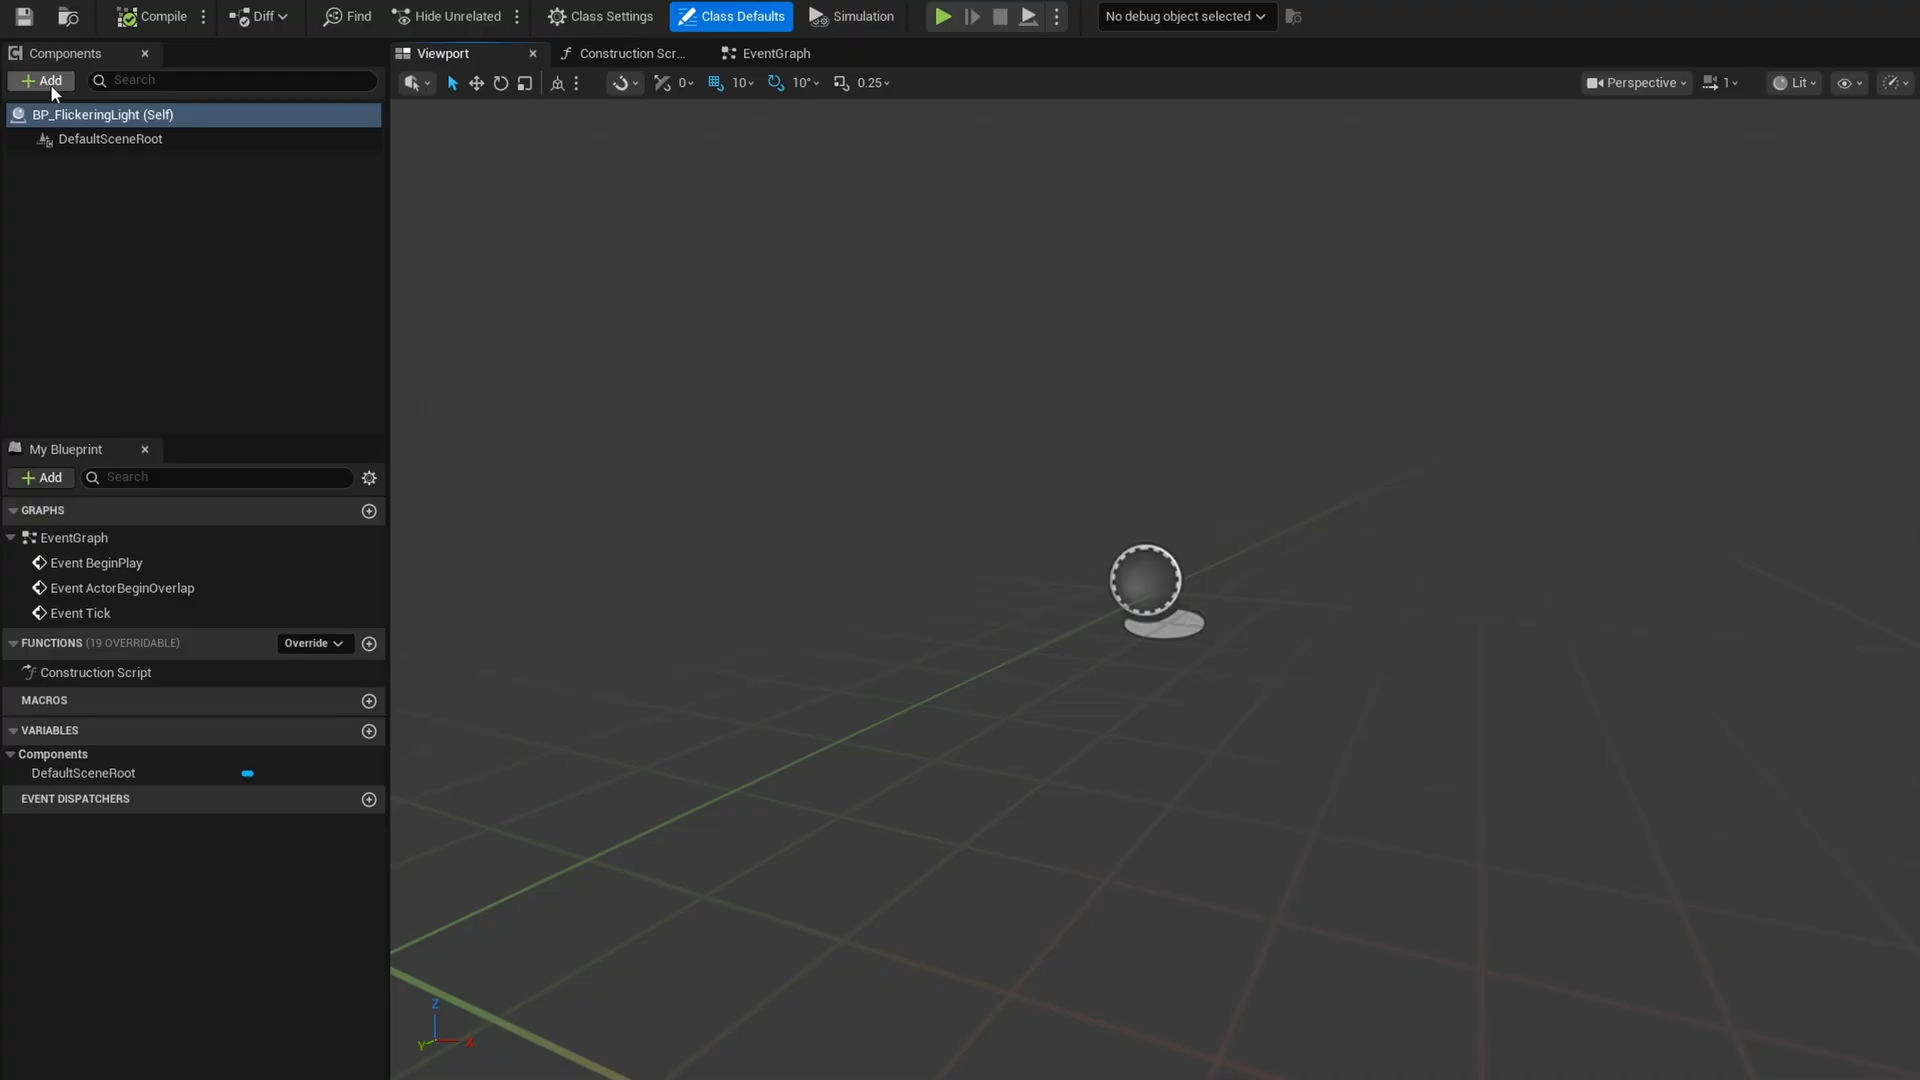 Compile
Diff
Find
Hide Unrelated
Class Settings
Class Defaults
Simulation
No debug object selected
Components
Viewport
Construction Scr...
EventGraph
Add
Search
0
10
10°
0.25
Perspective
1
Lit
BP_FlickeringLight (Self)
DefaultSceneRoot
My Blueprint
Add
Search
GRAPHS
EventGraph
Event BeginPlay
Event ActorBeginOverlap
Event Tick
FUNCTIONS (19 OVERRIDABLE)
Override
Construction Script
MACROS
VARIABLES
Components
DefaultSceneRoot
EVENT DISPATCHERS
Z
Y
X